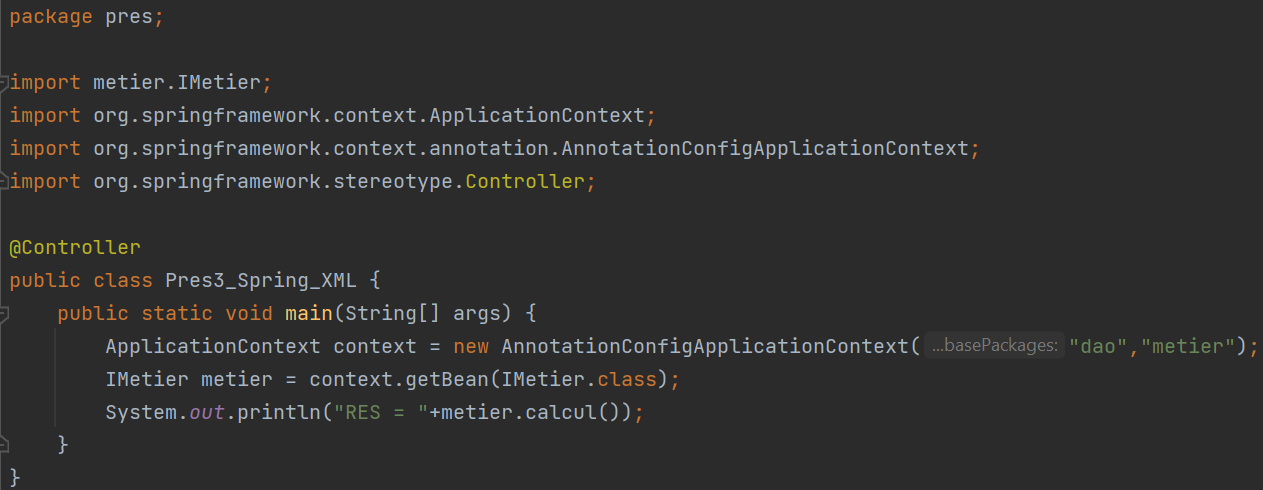 package pres;
import metier.IMetier;
import org.springframework.context.ApplicationContext;
import org.springframework.context.annotation.AnnotationConfigApplicationContext;
import org.springframework.stereotype.Controller;
@Controller
public class Pres3_Spring_XML {
    public static void main(String[] args) {
        ApplicationContext context = new AnnotationConfigApplicationContext( ...basePackages: "dao","metier");
        IMetier metier = context.getBean(IMetier.class);
        System.out.println("RES = "+metier.calcul());
    }
}